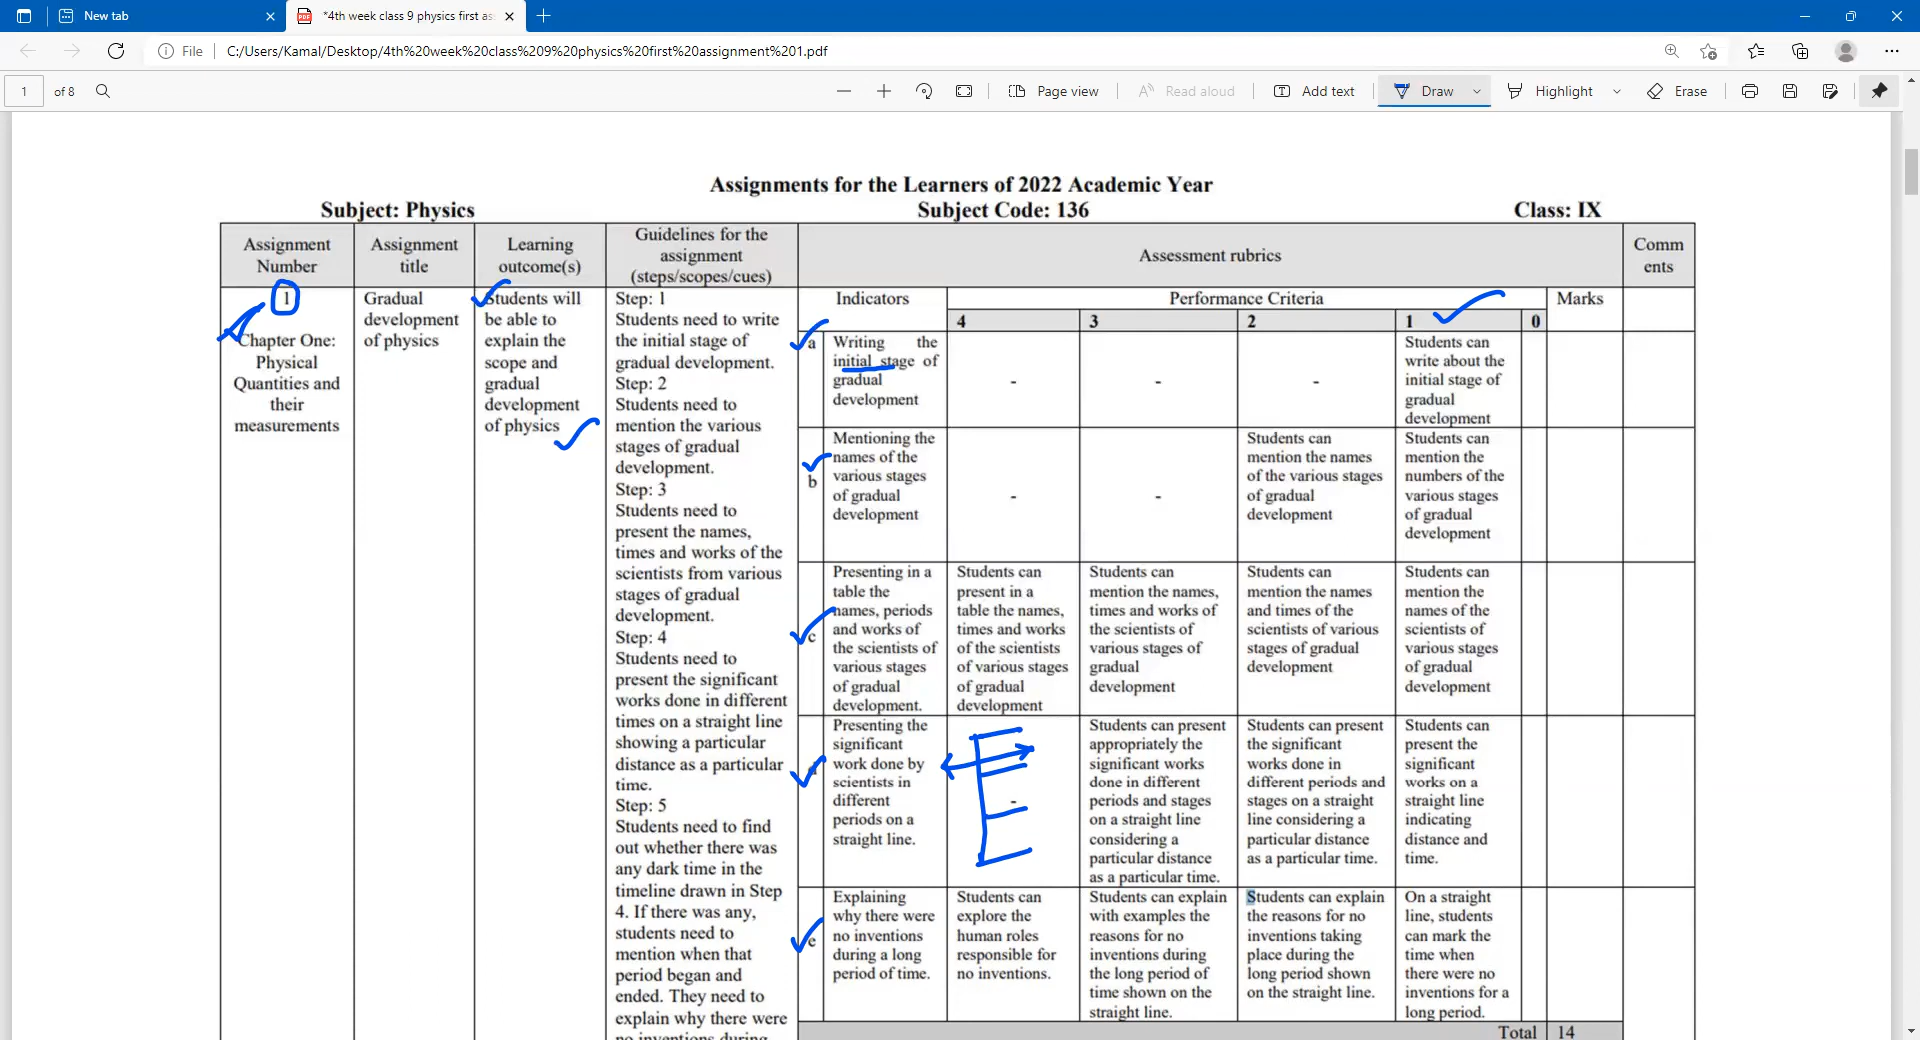 New tab
*4th week class 9 physics first as
File
C:/Users/Kamal/Desktop/4th%20week%20class%209%20physics%20first%20assignment%201.pdf
1 of 8
Page view
Read aloud
Add text
Draw
Highlight
Erase
Assignments for the Learners of 2022 Academic Year
Subject: Physics
Subject Code: 136
Class: IX
Assignment
Number
Assignment
title
Learning
outcome(s)
Guidelines for the
assignment
(steps/scopes/cues)
Assessment rubrics
Comm
ents
1
Chapter One:
Physical
Quantities and
their
measurements
Gradual
development
of physics
Students will
be able to
explain the
scope and
gradual
development
of physics
Step: 1
Students need to write
the initial stage of
gradual development.
Step: 2
Students need to
mention the various
stages of gradual
development.
Step: 3
Students need to
present the names,
times and works of the
scientists from various
stages of gradual
development.
Step: 4
Students need to
present the significant
works done in different
times on a straight line
showing a particular
distance as a particular
time.
Step: 5
Students need to find
out whether there was
any dark time in the
timeline drawn in Step
4. If there was any,
students need to
mention when that
period began and
ended. They need to
explain why there were
no inventions during
Indicators
Performance Criteria
Marks
4
3
2
1
0
a
Writing the
initial stage of
gradual
development
-
-
-
Students can
write about the
initial stage of
gradual
development
b
Mentioning the
names of the
various stages
of gradual
development
-
-
Students can
mention the names
of the various stages
of gradual
development
Students can
mention the
numbers of the
various stages
of gradual
development
c
Presenting in a
table the
names, periods
and works of
the scientists of
various stages
of gradual
development.
Students can
present in a
table the names,
times and works
of the scientists
of various stages
of gradual
development
Students can
mention the names,
times and works of
the scientists of
various stages of
gradual
development
Students can
mention the names
and times of the
scientists of various
stages of gradual
development
Students can
mention the
names of the
scientists of
various stages
of gradual
development
d
Presenting the
significant
work done by
scientists in
different
periods on a
straight line.
-
Students can present
appropriately the
significant works
done in different
periods and stages
on a straight line
considering a
particular distance
as a particular time.
Students can present
the significant
works done in
different periods and
stages on a straight
line considering a
particular distance
as a particular time.
Students can
present the
significant
works on a
straight line
indicating
distance and
time.
e
Explaining
why there were
no inventions
during a long
period of time.
Students can
explore the
human roles
responsible for
no inventions.
Students can explain
with examples the
reasons for no
inventions during
the long period of
time shown on the
straight line.
Students can explain
the reasons for no
inventions taking
place during the
long period shown
on the straight line.
On a straight
line, students
can mark the
time when
there were no
inventions for a
long period.
Total
14